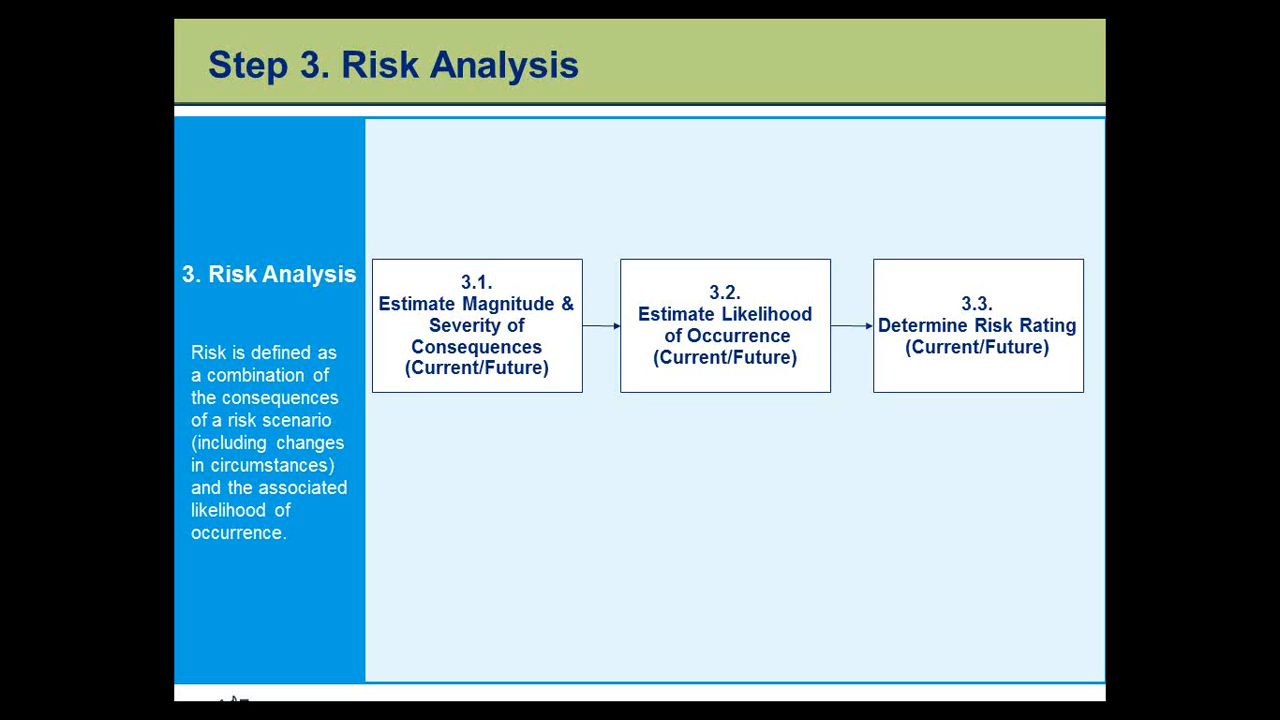 Step 3. Risk Analysis
3. Risk Analysis
Risk is defined as
a combination of
the consequences
of a risk scenario
(including changes
in circumstances)
and the associated
likelihood of
occurrence.
3.1.
Estimate Magnitude &
Severity of
Consequences
(Current/Future)
3.2.
Estimate Likelihood
of Occurrence
(Current/Future)
3.3.
Determine Risk Rating
(Current/Future)